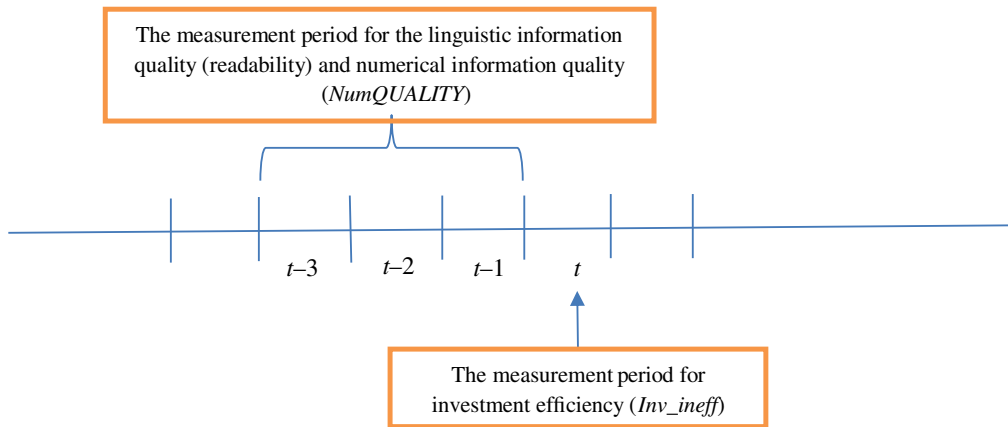 The measurement period for the linguistic information
quality (readability) and numerical information quality
(NumQUALITY)
t–3 t–2 t–1 t
The measurement period for
investment efficiency (Inv_ineff)